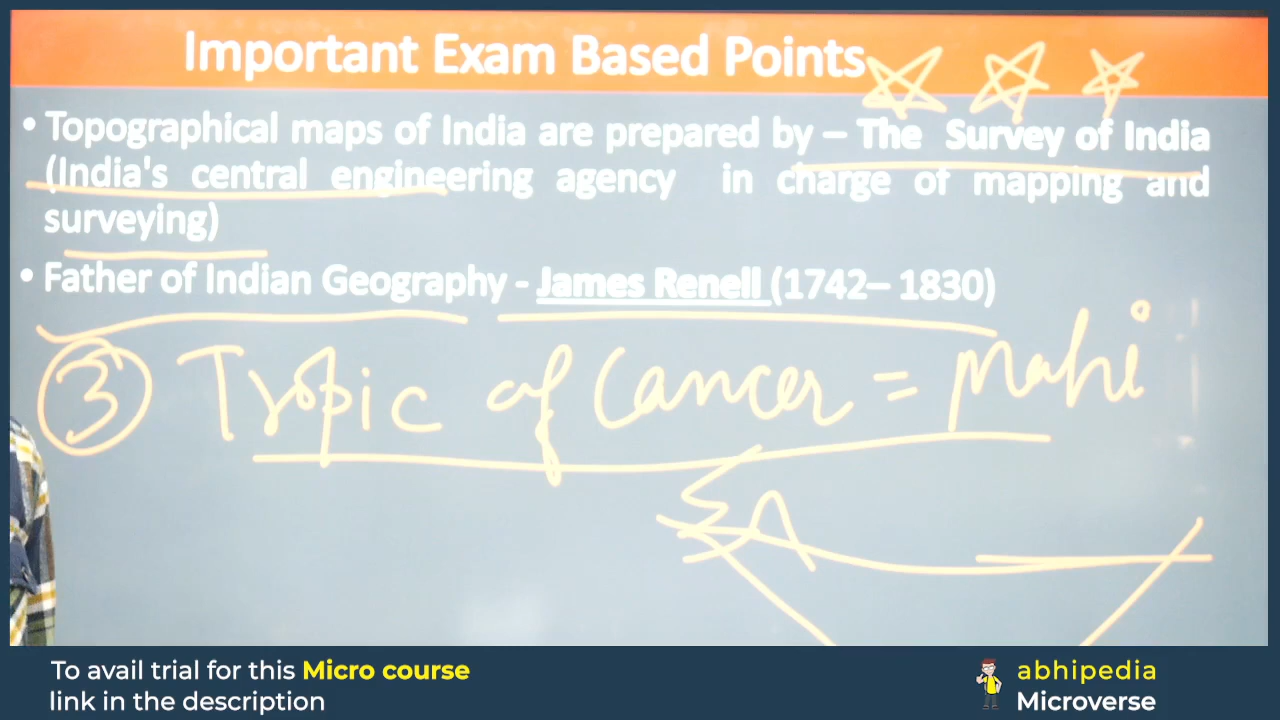 Important Exam Based Points
• Topographical maps of India are prepared by – The Survey of India
(India's central engineering agency in charge of mapping and
surveying)
• Father of Indian Geography - James Renell (1742– 1830)
3 Tropic of Cancer = Mahi
To avail trial for this Micro course
link in the description
abhipedia
Microverse